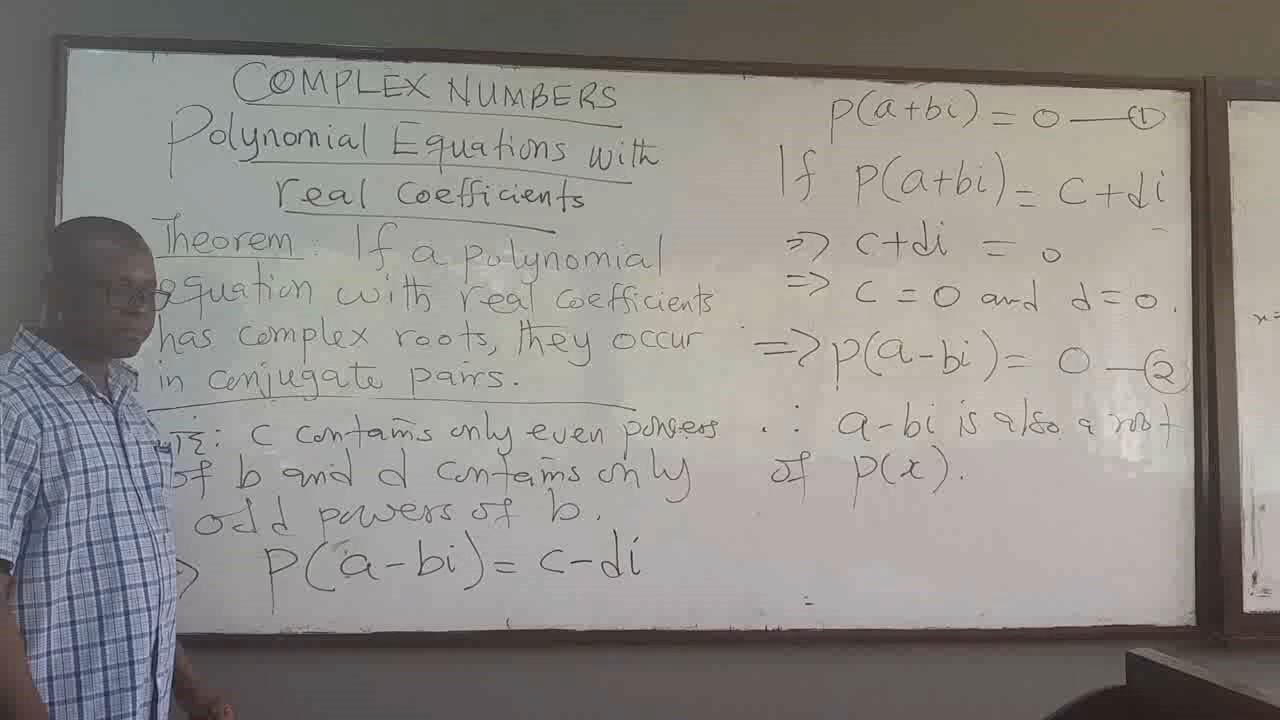 COMPLEX NUMBERS
Polynomial Equations with
real Coefficients
Theorem: If a polynomial
equation with real coefficients
has complex roots, they occur
in conjugate pairs.
: C contains only even powers
of b and d contains only
odd powers of b.
P(a-bi) = c-di
P(a+bi) = 0 — ①
If P(a+bi) = C+di
=> c+di = 0
=> c = 0 and d = 0.
=> P(a-bi) = 0 — ②
∴ a-bi is also a root
of P(x).
x=